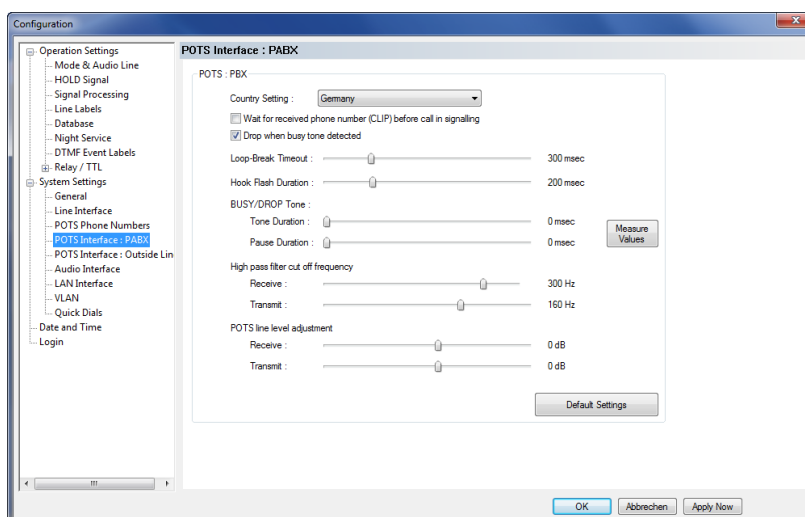 Configuration
Operation Settings
Mode & Audio Line
HOLD Signal
Signal Processing
Line Labels
Database
Night Service
DTMF Event Labels
Relay / TTL
System Settings
General
Line Interface
POTS Phone Numbers
POTS Interface : PABX
POTS Interface : Outside Lin
Audio Interface
LAN Interface
VLAN
Quick Dials
Date and Time
Login
POTS Interface : PABX
POTS : PBX
Country Setting : Germany
Wait for received phone number (CLIP) before call in signalling
Drop when busy tone detected
Loop-Break Timeout : 300 msec
Hook Flash Duration : 200 msec
BUSY/DROP Tone :
Tone Duration : 0 msec
Pause Duration : 0 msec
Measure
Values
High pass filter cut off frequency
Receive : 300 Hz
Transmit : 160 Hz
POTS line level adjustment
Receive : 0 dB
Transmit : 0 dB
Default Settings
OK Abbrechen Apply Now